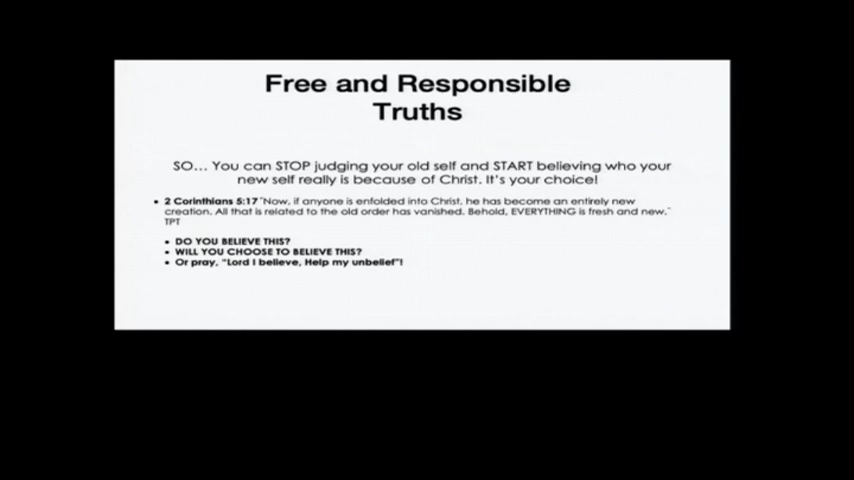 Free and Responsible
Truths
SO... You can STOP judging your old self and START believing who your
new self really is because of Christ. It's your choice!
• 2 Corinthians 5:17 "Now, if anyone is enfolded into Christ, he has become an entirely new
creation. All that is related to the old order has vanished. Behold, EVERYTHING is fresh and new."
TPT
• DO YOU BELIEVE THIS?
• WILL YOU CHOOSE TO BELIEVE THIS?
• Or pray, "Lord I believe, Help my unbelief"!